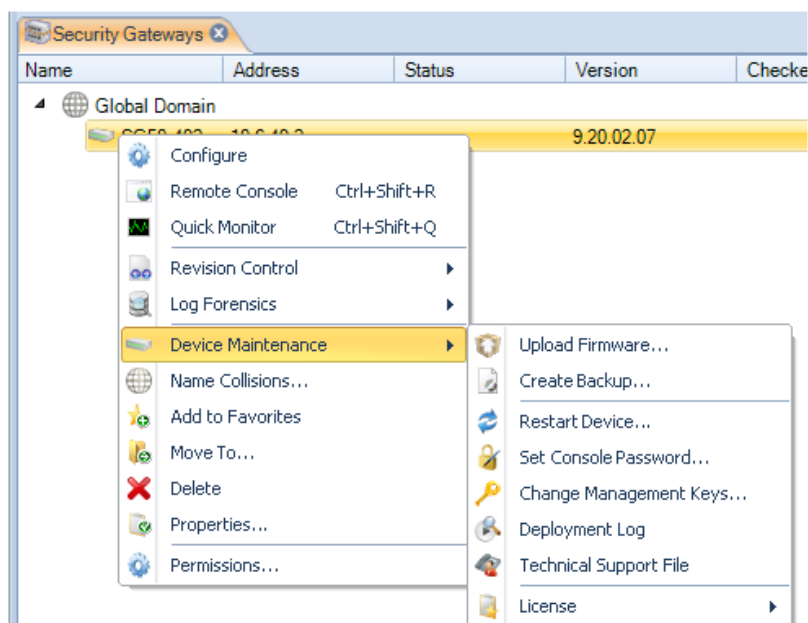 Security Gateways
Name Address Status Version Checke
Global Domain
9.20.02.07
Configure
Remote Console Ctrl+Shift+R
Quick Monitor Ctrl+Shift+Q
Revision Control
Log Forensics
Device Maintenance
Name Collisions...
Add to Favorites
Move To...
Delete
Properties...
Permissions...
Upload Firmware...
Create Backup...
Restart Device...
Set Console Password...
Change Management Keys...
Deployment Log
Technical Support File
License